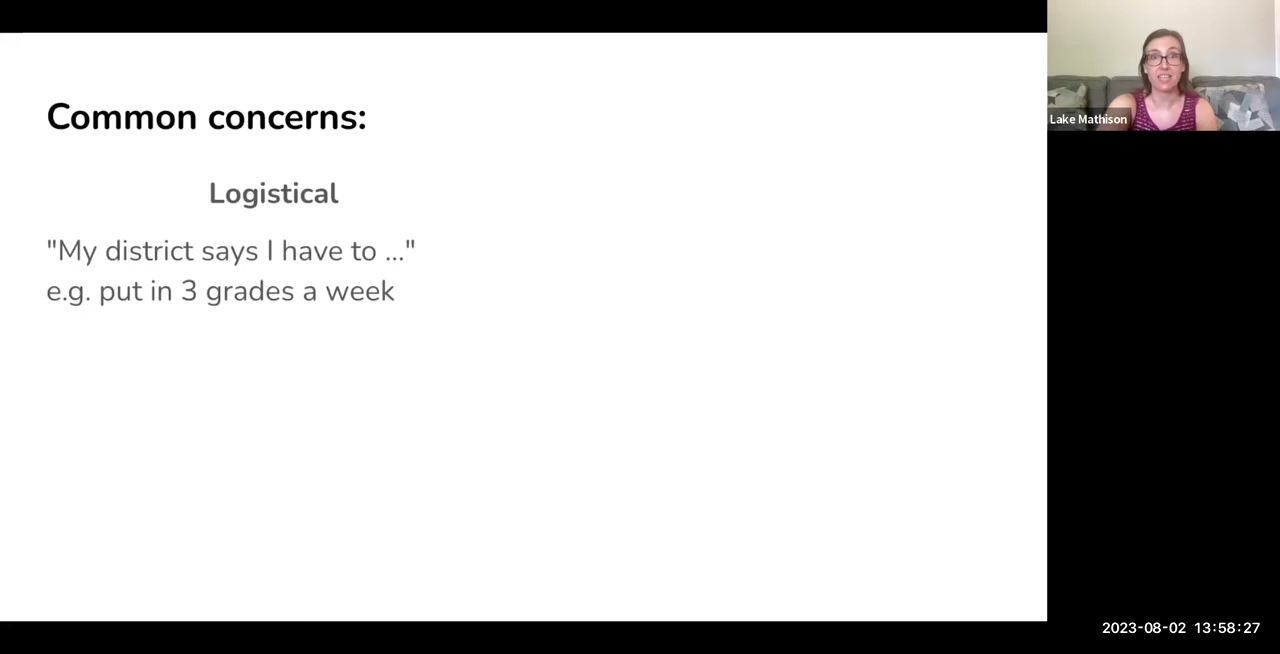 Common concerns:
Logistical
"My district says I have to ..."
e.g. put in 3 grades a week
Lake Mathison
2023-08-02 13:58:27